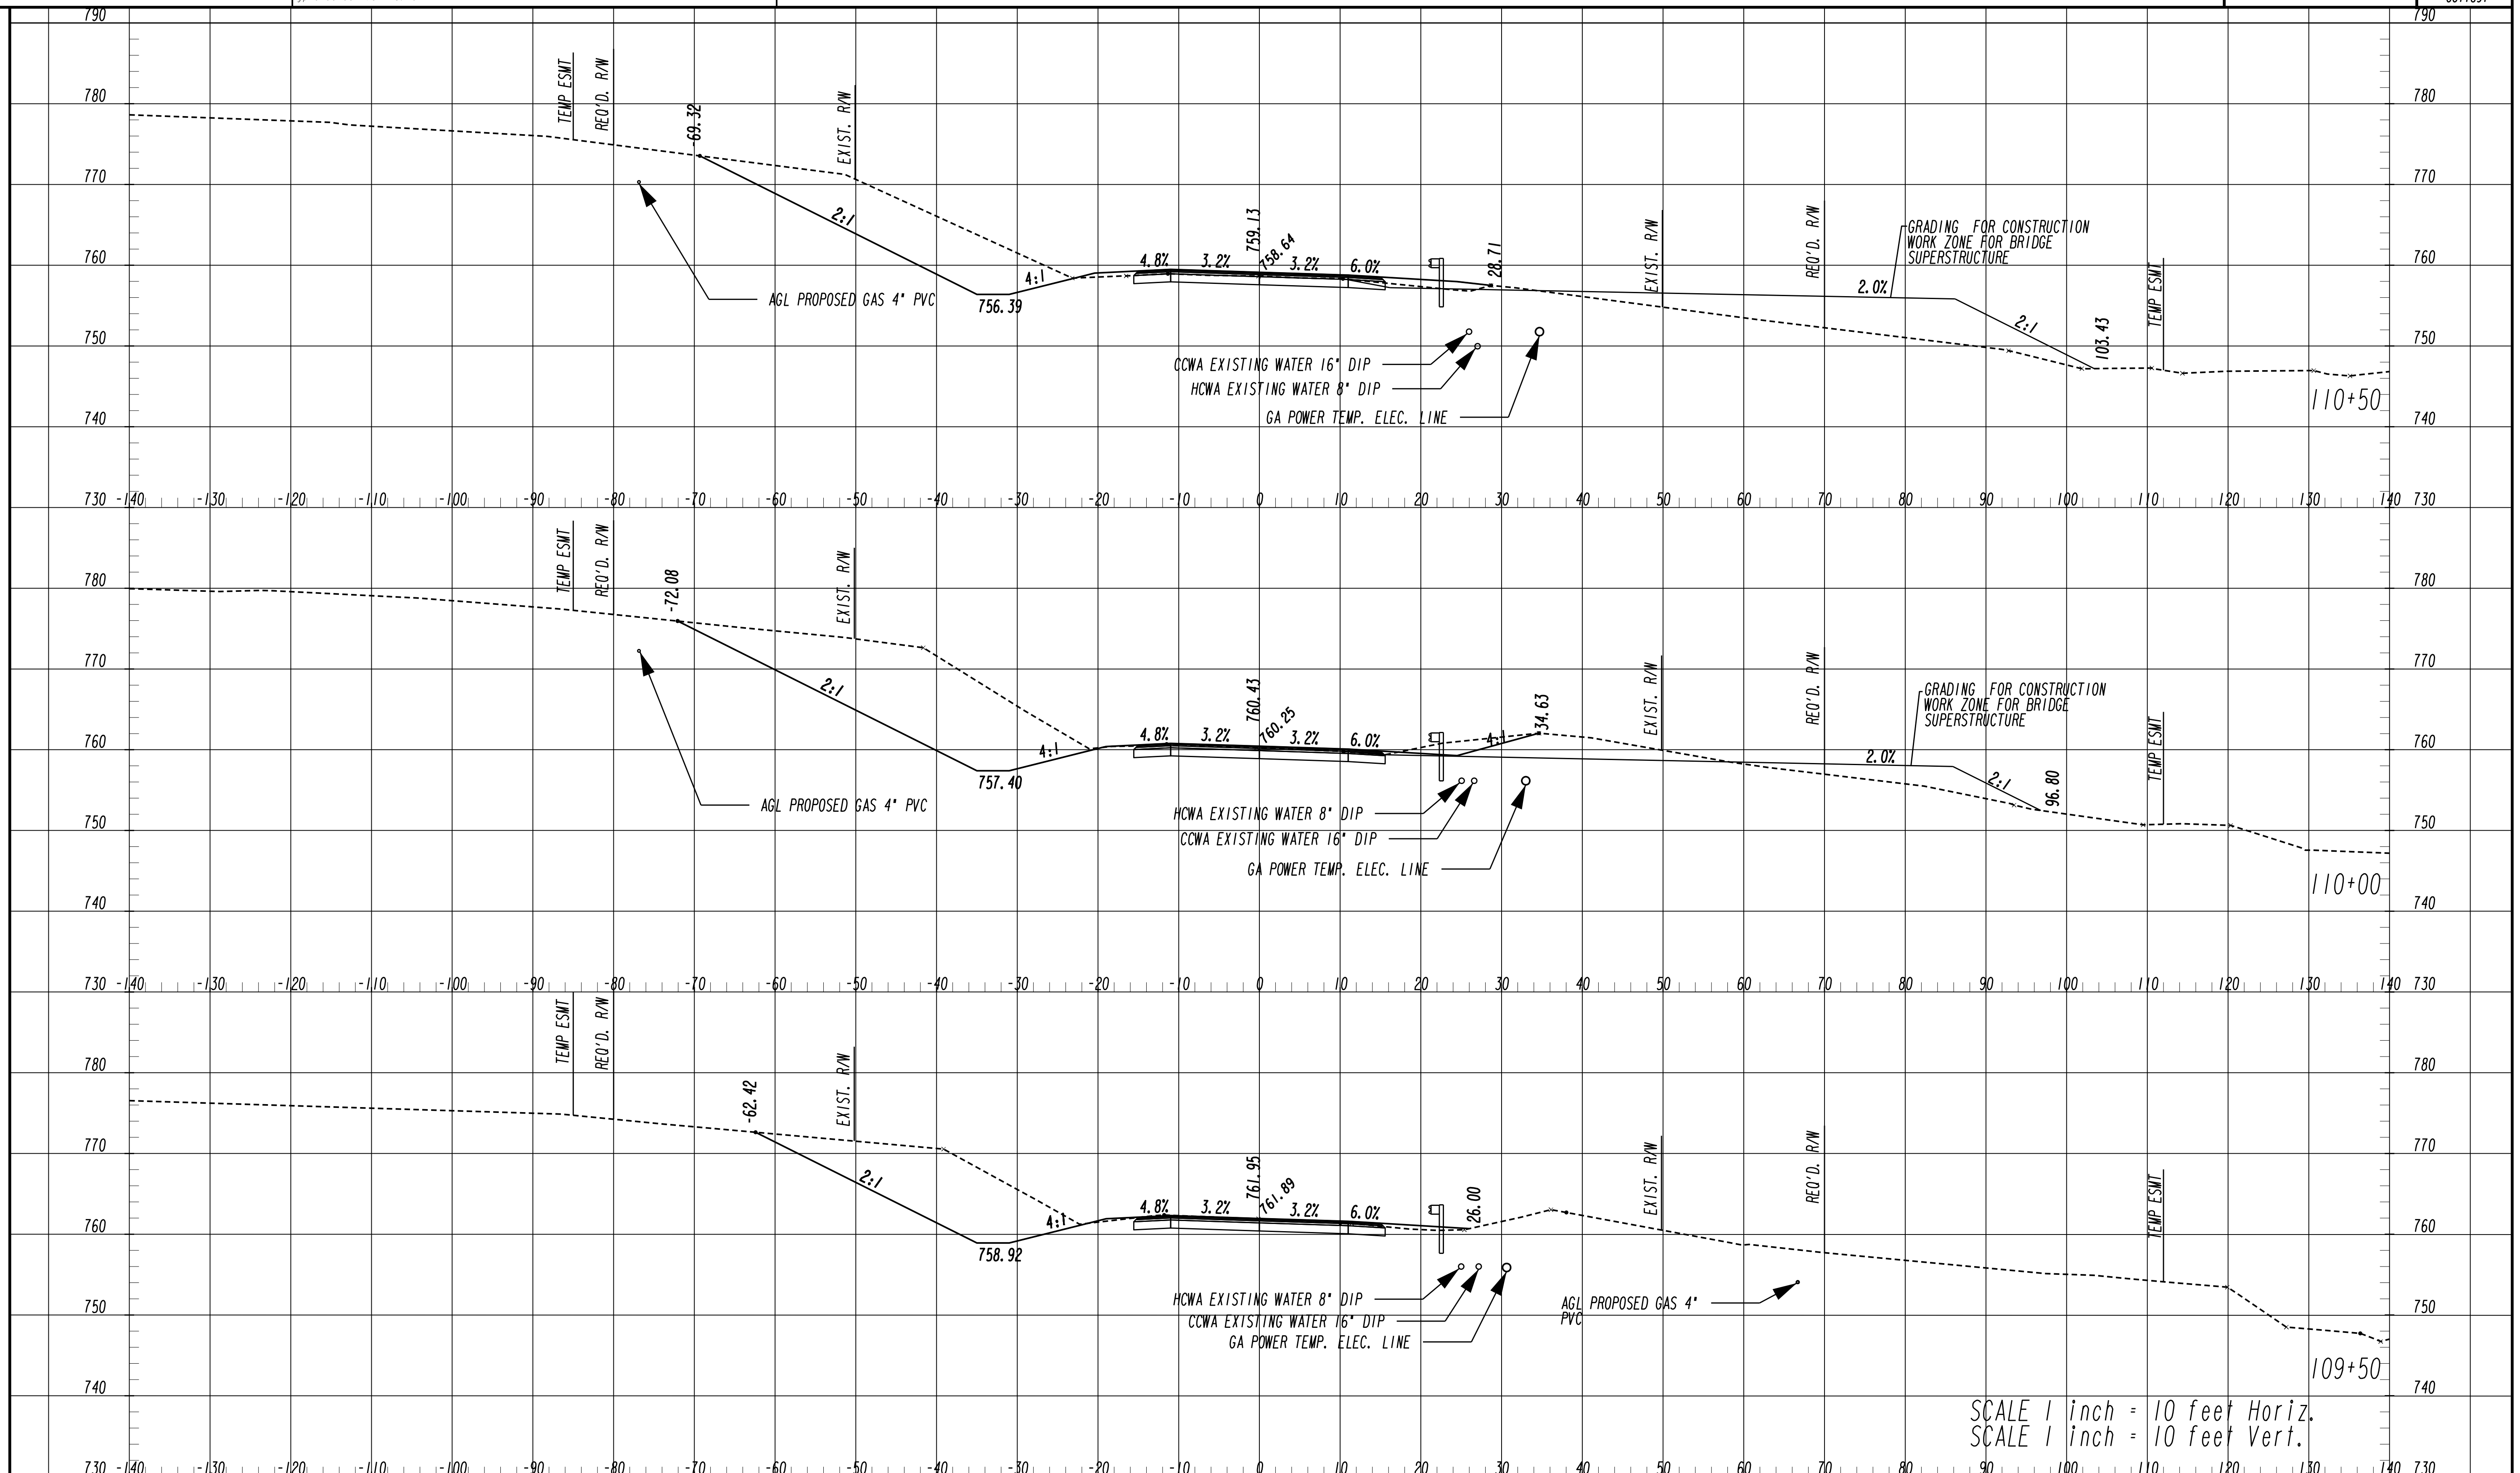 790 790
TEMP ESMT
REQ'D. R/W
-69.32
EXIST. R/W
780 780
770 770
2:1
AGL PROPOSED GAS 4" PVC
756.39
4:1
4.8% 3.2% 759.13 758.64 3.2% 6.0%
28.71
EXIST. R/W
REQ'D. R/W
GRADING FOR CONSTRUCTION
WORK ZONE FOR BRIDGE
SUPERSTRUCTURE
2.0%
2:1
103.43
TEMP ESMT
760 760
750 750
CCWA EXISTING WATER 16" DIP
HCWA EXISTING WATER 8" DIP
GA POWER TEMP. ELEC. LINE
110+50
740 740
730 -140 -130 -120 -110 -100 -90 -80 -70 -60 -50 -40 -30 -20 -10 0 10 20 30 40 50 60 70 80 90 100 110 120 130 140 730
TEMP ESMT
REQ'D. R/W
-72.08
EXIST. R/W
780 780
770 770
2:1
AGL PROPOSED GAS 4" PVC
757.40
4:1
4.8% 3.2% 760.43 760.25 3.2% 6.0%
4:1
34.63
EXIST. R/W
REQ'D. R/W
GRADING FOR CONSTRUCTION
WORK ZONE FOR BRIDGE
SUPERSTRUCTURE
2.0%
2:1
96.80
TEMP ESMT
760 760
750 750
HCWA EXISTING WATER 8" DIP
CCWA EXISTING WATER 16" DIP
GA POWER TEMP. ELEC. LINE
110+00
740 740
730 -140 -130 -120 -110 -100 -90 -80 -70 -60 -50 -40 -30 -20 -10 0 10 20 30 40 50 60 70 80 90 100 110 120 130 140 730
TEMP ESMT
REQ'D. R/W
-62.42
EXIST. R/W
780 780
770 770
2:1
758.92
4:1
4.8% 3.2% 761.95 761.89 3.2% 6.0%
26.00
EXIST. R/W
REQ'D. R/W
TEMP ESMT
760 760
750 750
HCWA EXISTING WATER 8" DIP
CCWA EXISTING WATER 16" DIP
GA POWER TEMP. ELEC. LINE
AGL PROPOSED GAS 4"
PVC
109+50
740 740
SCALE 1 inch = 10 feet Horiz.
SCALE 1 inch = 10 feet Vert.
730 -140 -130 -120 -110 -100 -90 -80 -70 -60 -50 -40 -30 -20 -10 0 10 20 30 40 50 60 70 80 90 100 110 120 130 140 730